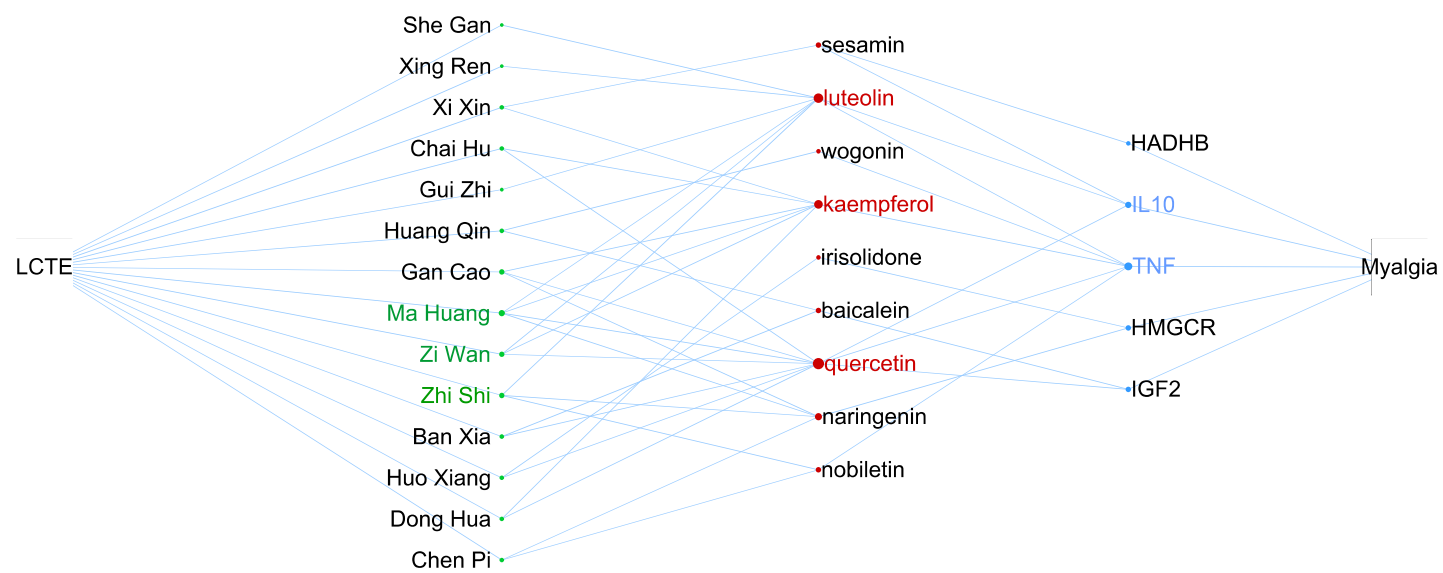 LCTE
She Gan
Xing Ren
Xi Xin
Chai Hu
Gui Zhi
Huang Qin
Gan Cao
Ma Huang
Zi Wan
Zhi Shi
Ban Xia
Huo Xiang
Dong Hua
Chen Pi
sesamin
luteolin
wogonin
kaempferol
irisolidone
baicalein
quercetin
naringenin
nobiletin
HADHB
IL10
TNF
HMGCR
IGF2
Myalgia